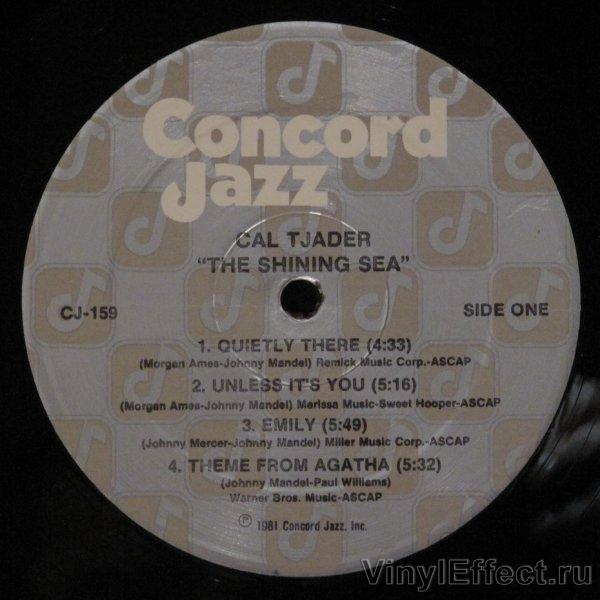 Concord
Jazz
CAL TJADER
"THE SHINING SEA"
CJ-159
SIDE ONE
1. QUIETLY THERE (4:33)
(Morgan Ames-Johnny Mandel) Remick Music Corp.-ASCAP
2. UNLESS IT'S YOU (5:16)
(Morgan Ames-Johnny Mandel) Marissa Music-Sweet Hooper-ASCAP
3. EMILY (5:49)
(Johnny Mercer-Johnny Mandel) Miller Music Corp.-ASCAP
4. THEME FROM AGATHA (5:32)
(Johnny Mandel-Paul Williams)
Warner Bros. Music-ASCAP
℗ 1981 Concord Jazz, Inc.
VinylEffect.ru